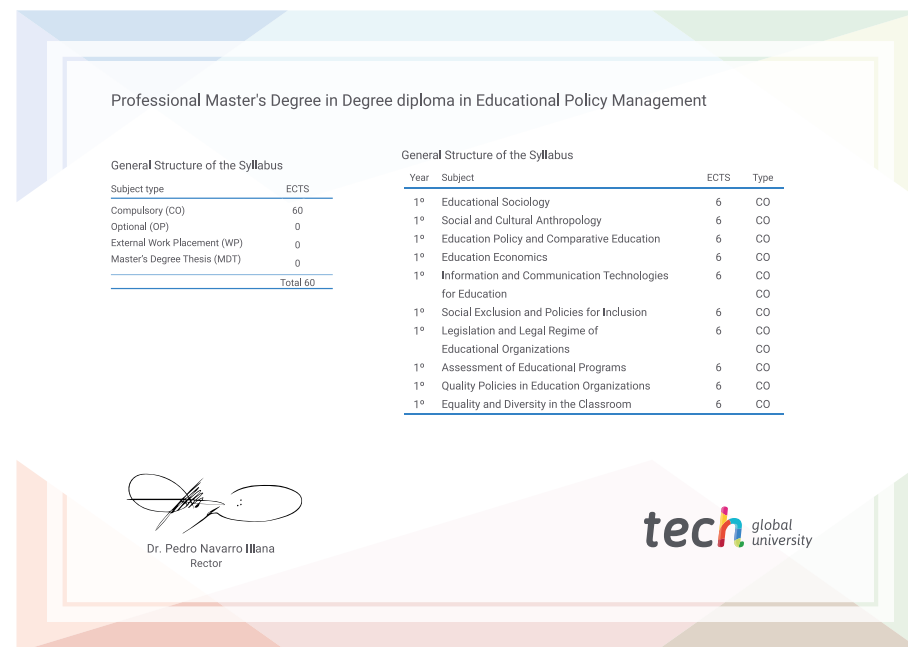 Professional Master's Degree in Degree diploma in Educational Policy Management
General Structure of the Syllabus
Subject type ECTS
Compulsory (CO) 60
Optional (OP) 0
External Work Placement (WP) 0
Master's Degree Thesis (MDT) 0
Total 60
General Structure of the Syllabus
Year Subject ECTS Type
1º Educational Sociology 6 CO
1º Social and Cultural Anthropology 6 CO
1º Education Policy and Comparative Education 6 CO
1º Education Economics 6 CO
1º Information and Communication Technologies 6 CO
for Education CO
1º Social Exclusion and Policies for Inclusion 6 CO
1º Legislation and Legal Regime of 6 CO
Educational Organizations CO
1º Assessment of Educational Programs 6 CO
1º Quality Policies in Education Organizations 6 CO
1º Equality and Diversity in the Classroom 6 CO
Dr. Pedro Navarro Illana
Rector
tech global
university